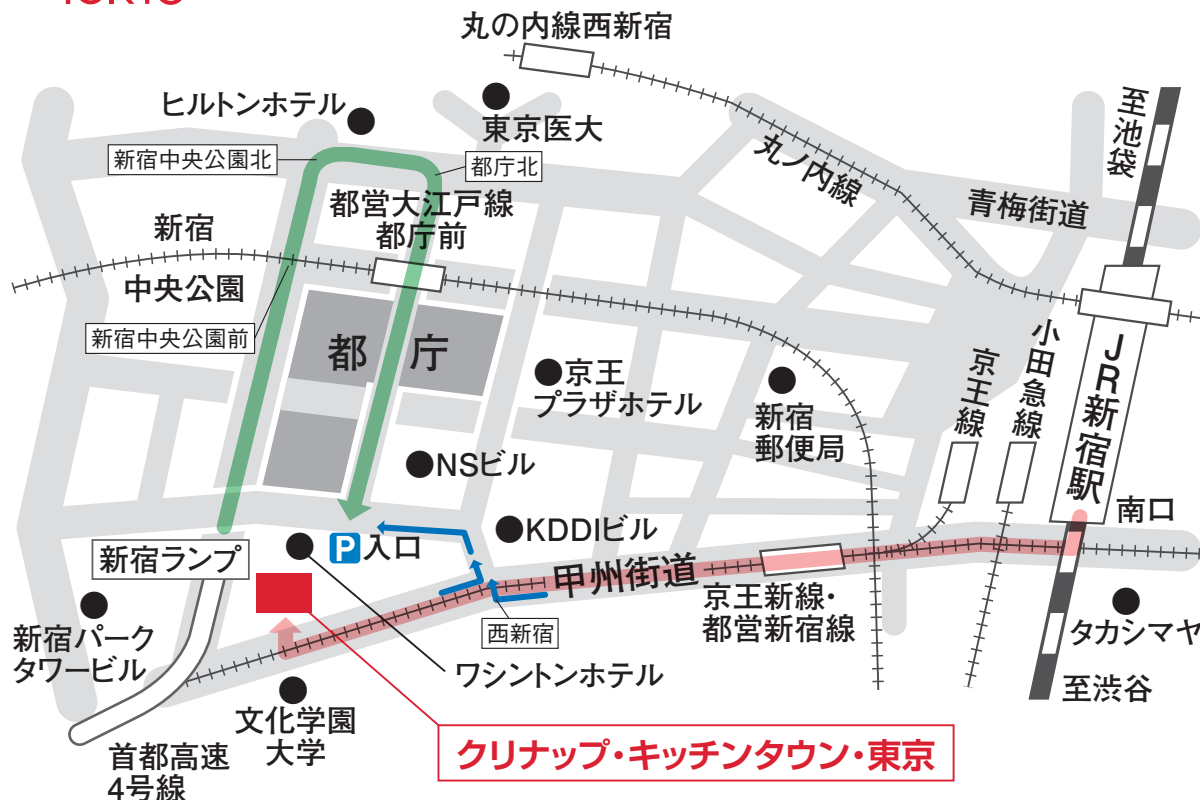 TOKYO
丸の内線西新宿
ヒルトンホテル
東京医大
至池袋
新宿中央公園北
都庁北
丸ノ内線
青梅街道
都営大江戸線
都庁前
新宿
中央公園
新宿中央公園前
都庁
京王
プラザホテル
新宿
郵便局
京王線
小田急線
JR新宿駅
NSビル
南口
KDDIビル
P入口
新宿ランプ
甲州街道
京王新線・
都営新宿線
タカシマヤ
西新宿
新宿パーク
タワービル
ワシントンホテル
至渋谷
文化学園
大学
首都高速
4号線
クリナップ・キッチンタウン・東京